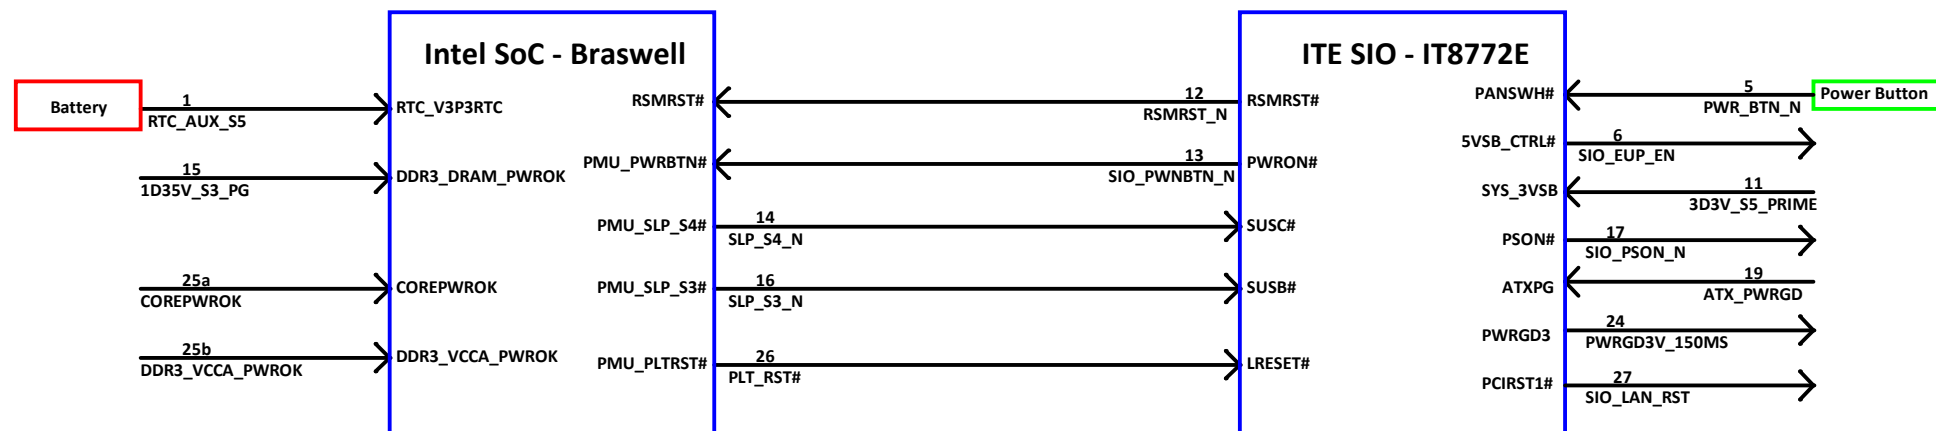 Intel SoC - Braswell
ITE SIO - IT8772E
Battery
1
RTC_AUX_S5
RTC_V3P3RTC
15
1D35V_S3_PG
DDR3_DRAM_PWROK
25a
COREPWROK
COREPWROK
25b
DDR3_VCCA_PWROK
DDR3_VCCA_PWROK
RSMRST#
12
RSMRST_N
RSMRST#
PMU_PWRBTN#
13
SIO_PWNBTN_N
PWRON#
PMU_SLP_S4#
14
SLP_S4_N
SUSC#
PMU_SLP_S3#
16
SLP_S3_N
SUSB#
PMU_PLTRST#
26
PLT_RST#
LRESET#
PANSWH#
5
PWR_BTN_N
Power Button
5VSB_CTRL#
6
SIO_EUP_EN
SYS_3VSB
11
3D3V_S5_PRIME
PSON#
17
SIO_PSON_N
ATXPG
19
ATX_PWRGD
PWRGD3
24
PWRGD3V_150MS
PCIRST1#
27
SIO_LAN_RST